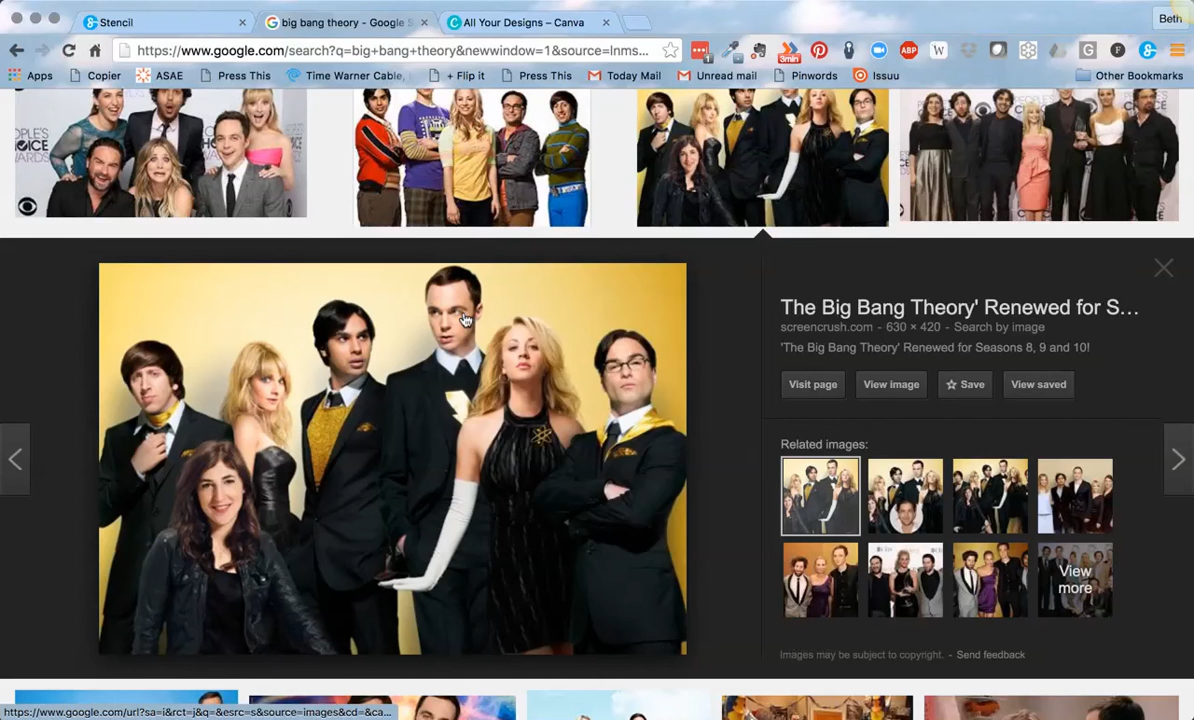 Stencil
big bang theory - Google S
All Your Designs – Canva
Beth
https://www.google.com/search?q=big+bang+theory&newwindow=1&source=lnms...
1
3min
ABP
W
G
F
Apps
Copier
ASAE
Press This
Time Warner Cable,
+ Flip it
Press This
Today Mail
Unread mail
Pinwords
Issuu
Other Bookmarks
The Big Bang Theory' Renewed for S...
screencrush.com - 630 × 420 - Search by image
'The Big Bang Theory' Renewed for Seasons 8, 9 and 10!
Visit page
View image
Save
View saved
Related images:
View
more
Images may be subject to copyright. - Send feedback
https://www.google.com/url?sa=i&rct=j&q=&esrc=s&source=images&cd=&ca...